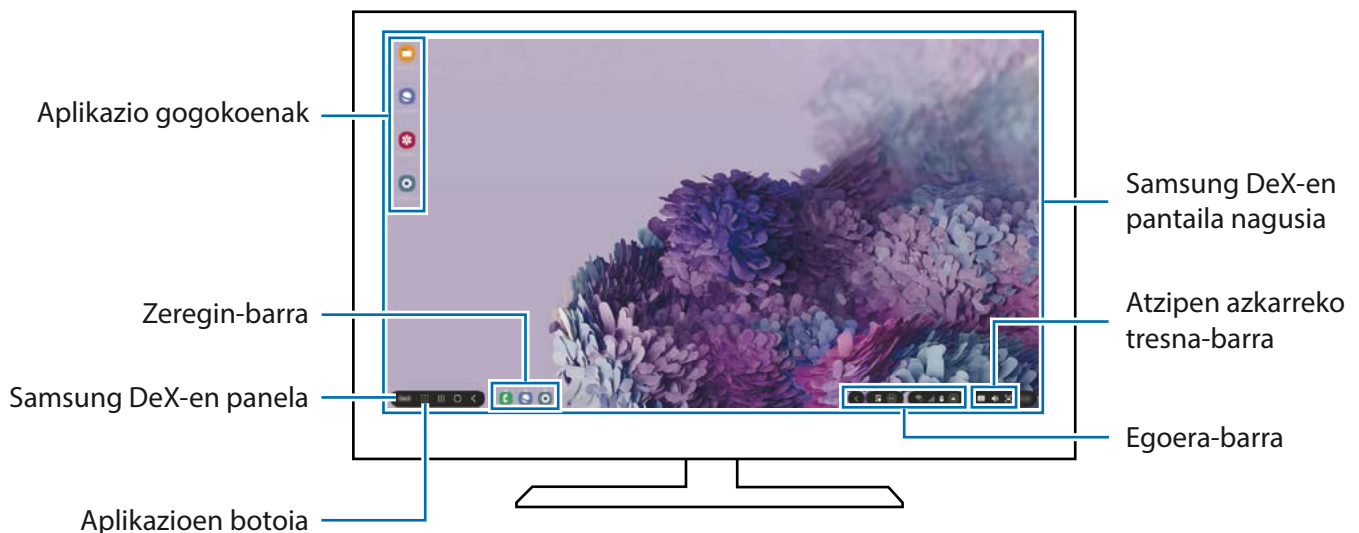 Aplikazio gogokoenak
Samsung DeX-en
pantaila nagusia
Zeregin-barra
Atzipen azkarreko
tresna-barra
Samsung DeX-en panela
Egoera-barra
Aplikazioen botoia